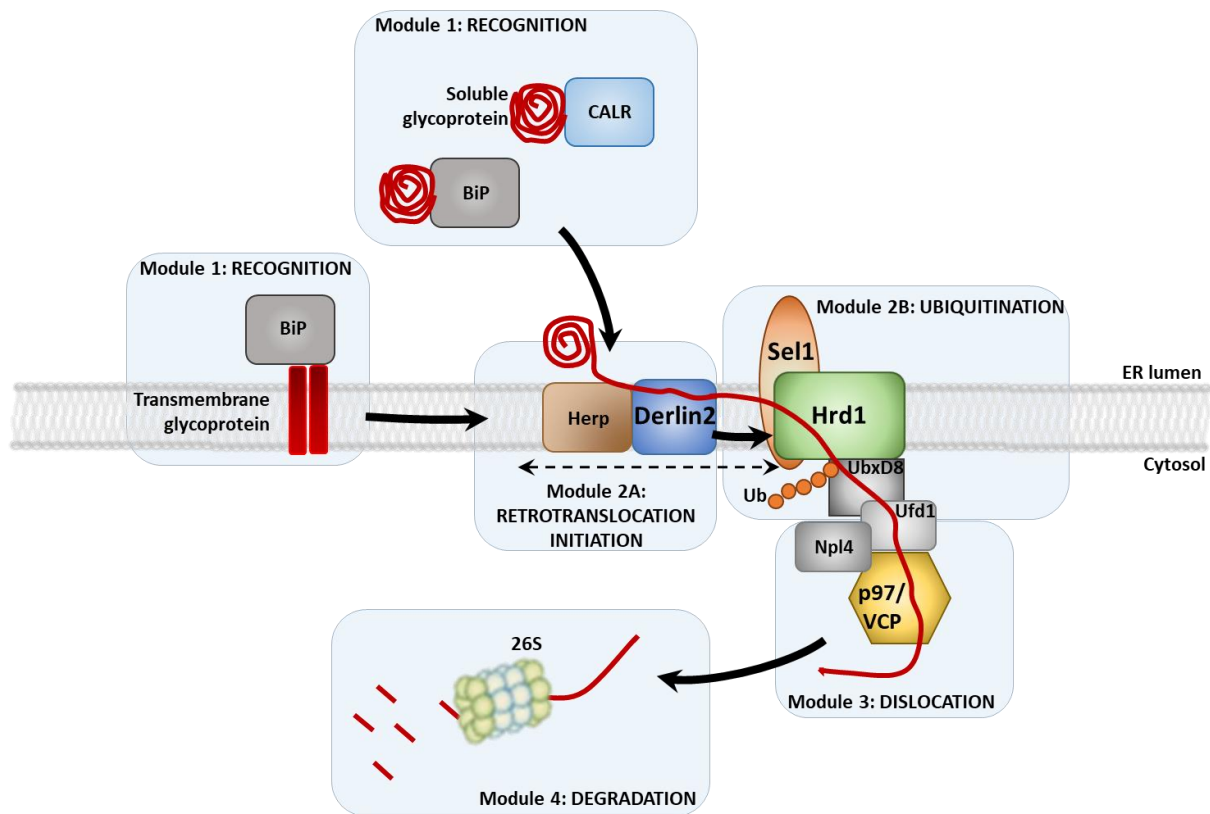 Module 1: RECOGNITION
Soluble
glycoprotein
CALR
BiP
Module 1: RECOGNITION
BiP
Transmembrane
glycoprotein
Module 2B: UBIQUITINATION
Sel1
Hrd1
ER lumen
Herp
Derlin2
Cytosol
Module 2A:
RETROTRANSLOCATION
INITIATION
Ub
UbxD8
Ufd1
Npl4
p97/
VCP
Module 3: DISLOCATION
26S
Module 4: DEGRADATION